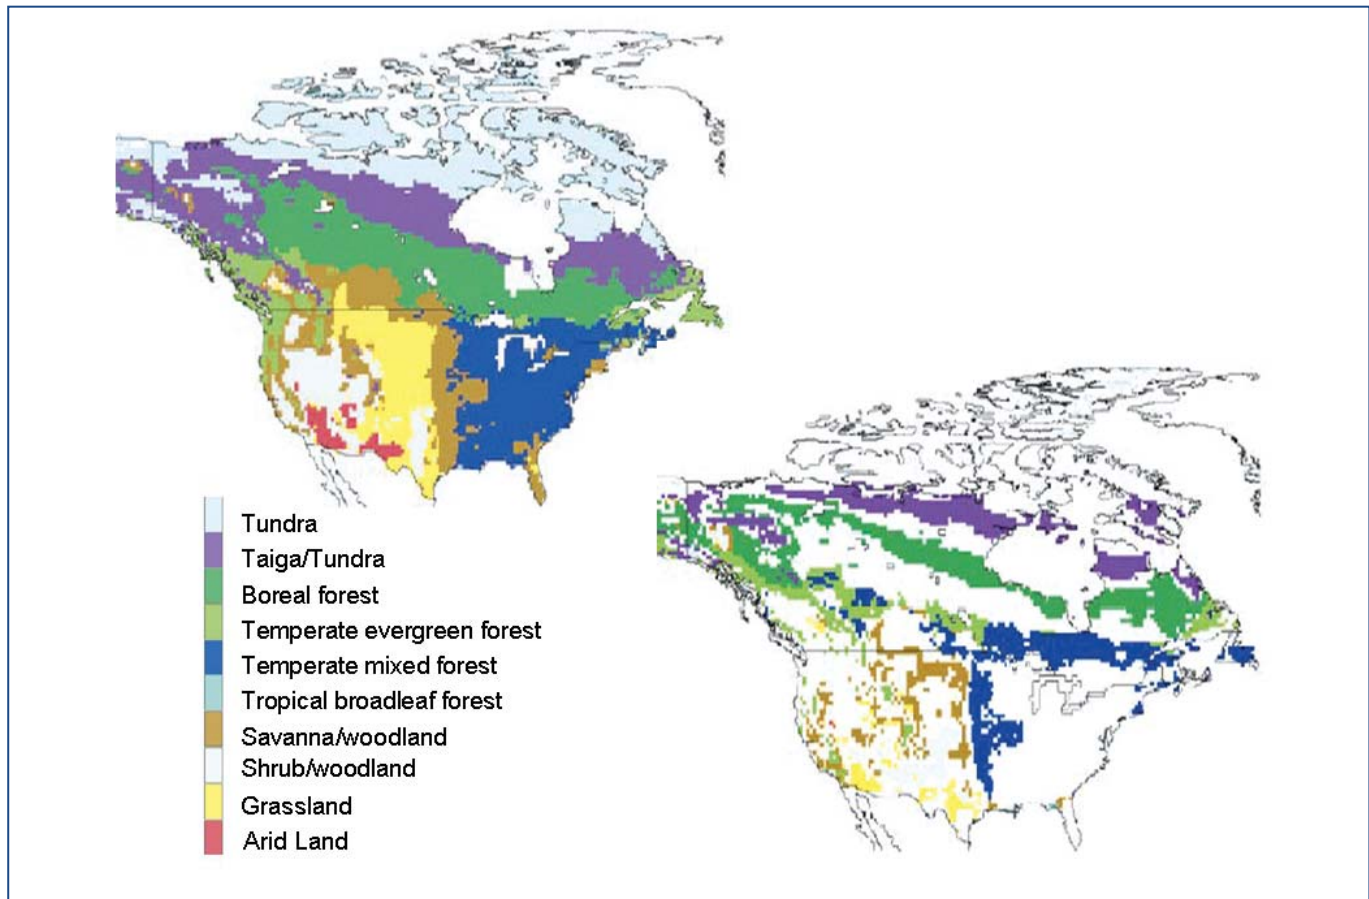 Tundra
Taiga/Tundra
Boreal forest
Temperate evergreen forest
Temperate mixed forest
Tropical broadleaf forest
Savanna/woodland
Shrub/woodland
Grassland
Arid Land